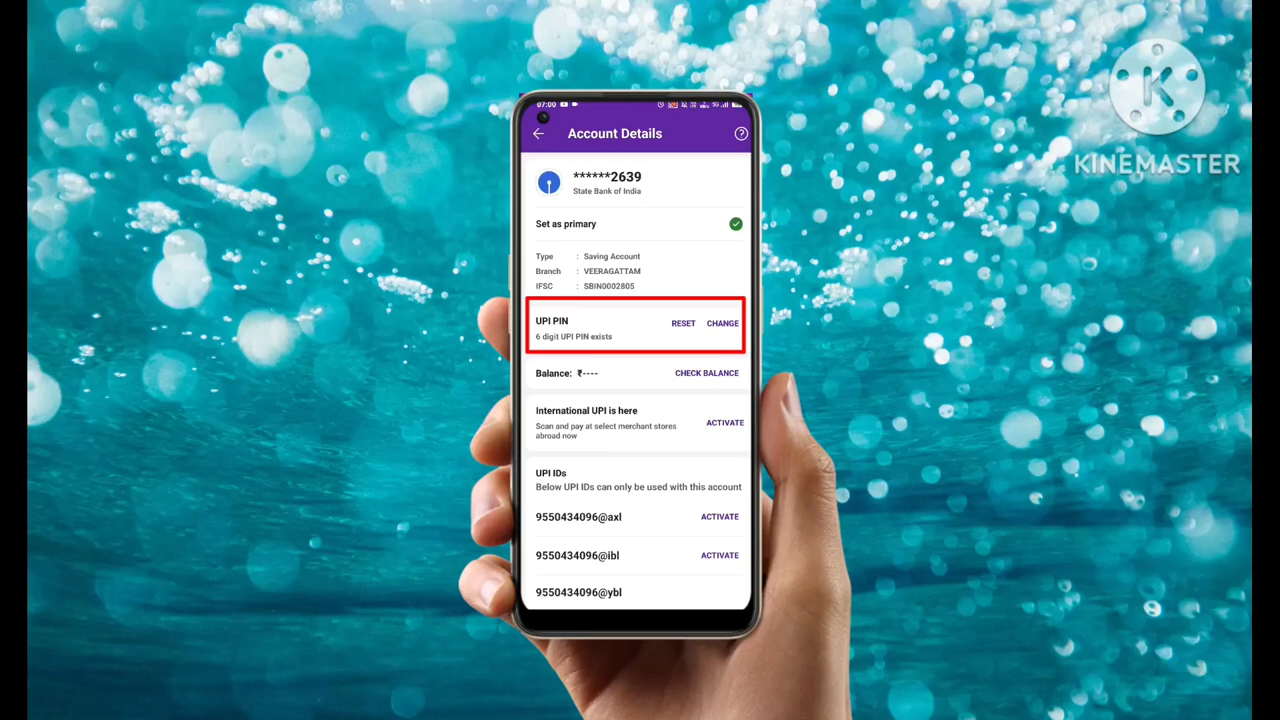 07:00
Account Details
******2639
State Bank of India
Set as primary
Type : Saving Account
Branch : VEERAGATTAM
IFSC : SBIN0002805
UPI PIN RESET CHANGE
6 digit UPI PIN exists
Balance: ₹---- CHECK BALANCE
International UPI is here
Scan and pay at select merchant stores ACTIVATE
abroad now
UPI IDs
Below UPI IDs can only be used with this account
9550434096@axl ACTIVATE
9550434096@ibl ACTIVATE
9550434096@ybl
K
KINEMASTER